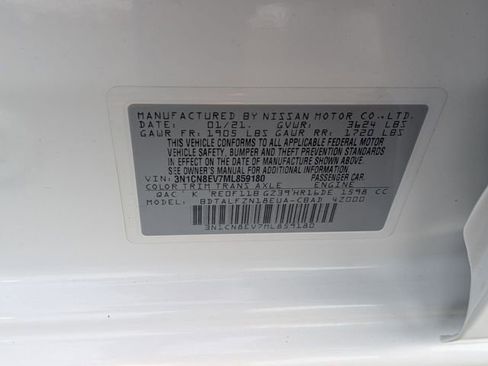 MANUFACTURED BY NISSAN MOTOR CO.,LTD.
DATE: 01/21. GVWR: 3624 LBS
GAWR FR: 1905 LBS GAWR RR: 1720 LBS
THIS VEHICLE CONFORMS TO ALL APPLICABLE FEDERAL MOTOR
VEHICLE SAFETY, BUMPER AND THEFT PREVENTION STANDARDS
IN EFFECT ON THE DATE OF MANUFACTURE SHOWN ABOVE.
SEE OWNER'S MANUAL FOR ADDITIONAL INFORMATION
VIN: 3N1CN8EV7ML859180 PASSENGER CAR.
COLOR TRIM TRANS AXLE ENGINE
QAC K RE0F11B G239 HR16DE 1598 CC
MODEL: BDTALFZN18EUA-CBAD 42000
3N1CN8EV7ML859180